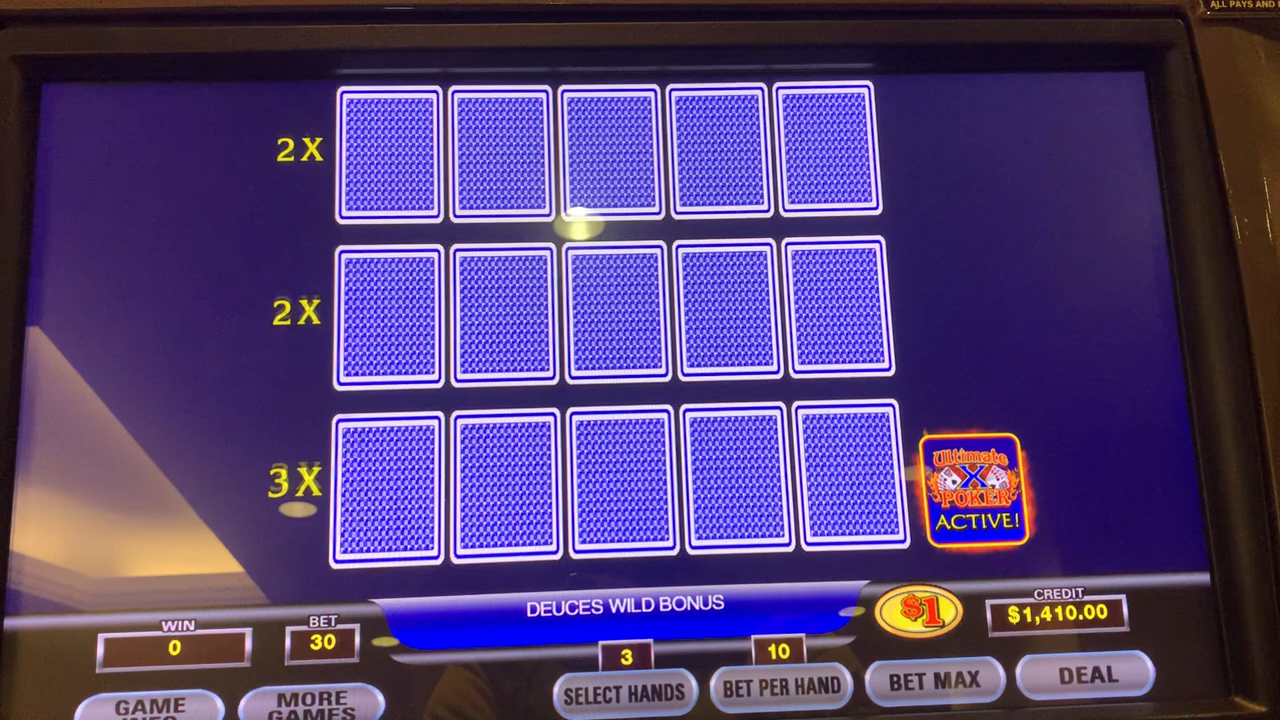 ALL PAYS AND
2X
2X
3X
Ultimate
X
POKER
ACTIVE!
DEUCES WILD BONUS
WIN
0
BET
30
3
10
$1
CREDIT
$1,410.00
GAME
INFO
MORE
GAMES
SELECT HANDS
BET PER HAND
BET MAX
DEAL